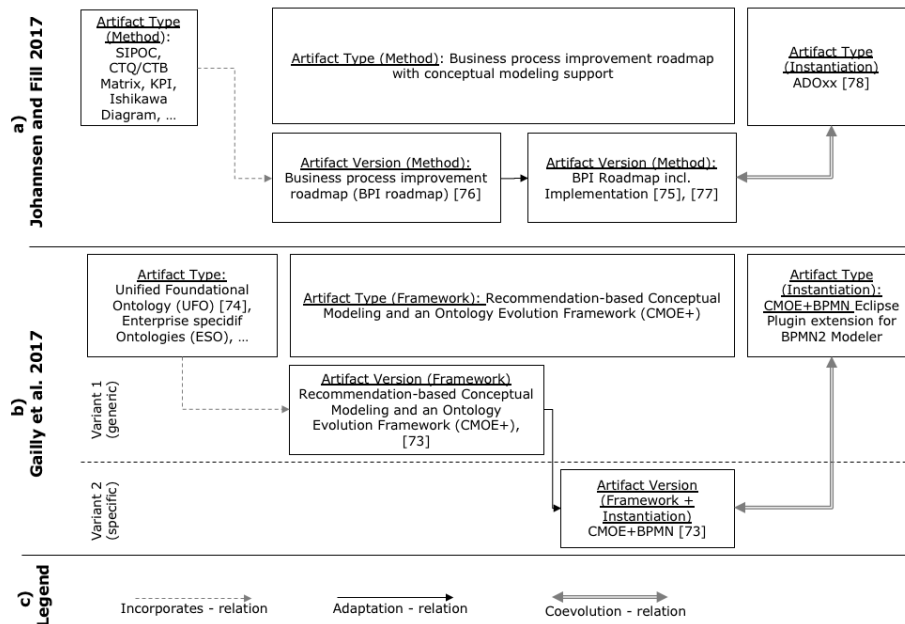 a)
Johannsen and Fill 2017
Artifact Type
(Method):
SIPOC,
CTQ/CTB
Matrix, KPI,
Ishikawa
Diagram, ...
Artifact Type (Method): Business process improvement roadmap
with conceptual modeling support
Artifact Type
(Instantiation)
ADOxx [78]
Artifact Version (Method):
Business process improvement
roadmap (BPI roadmap) [76]
Artifact Version (Method):
BPI Roadmap incl.
Implementation [75], [77]
b)
Gailly et al. 2017
Artifact Type:
Unified Foundational
Ontology (UFO) [74],
Enterprise specidif
Ontologies (ESO), ...
Artifact Type (Framework): Recommendation-based Conceptual
Modeling and an Ontology Evolution Framework (CMOE+)
Artifact Type
(Instantiation):
CMOE+BPMN Eclipse
Plugin extension for
BPMN2 Modeler
Variant 1
(generic)
Artifact Version (Framework)
Recommendation-based Conceptual
Modeling and an Ontology
Evolution Framework (CMOE+),
[73]
Variant 2
(specific)
Artifact Version
(Framework +
Instantiation)
CMOE+BPMN [73]
c)
Legend
Incorporates - relation
Adaptation - relation
Coevolution - relation